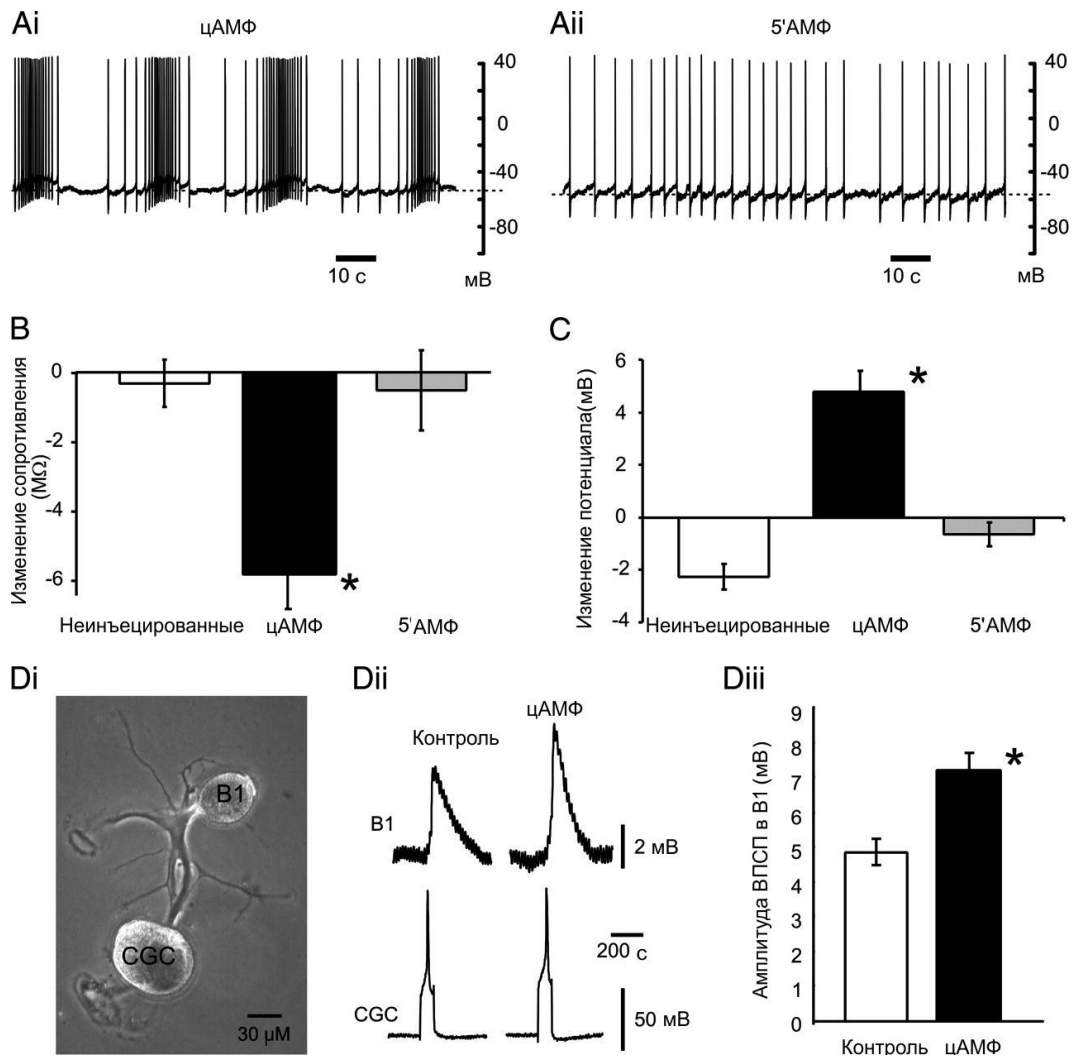 Ai
цАМФ
40
0
-40
-80
10 с
мВ
Aii
5'АМФ
40
0
-40
-80
10 с
мВ
B
Изменение сопротивления
(MΩ)
0
-2
-4
-6
*
Неинъецированные
цАМФ
5'АМФ
C
Изменение потенциала(мВ)
6
4
2
0
-2
-4
*
Неинъецированные
цАМФ
5'АМФ
Di
B1
CGC
30 μM
Dii
Контроль
цАМФ
B1
2 мВ
200 с
CGC
50 мВ
Diii
Амплитуда ВПСП в B1 (мВ)
9
8
7
6
5
4
3
2
1
0
*
Контроль
цАМФ